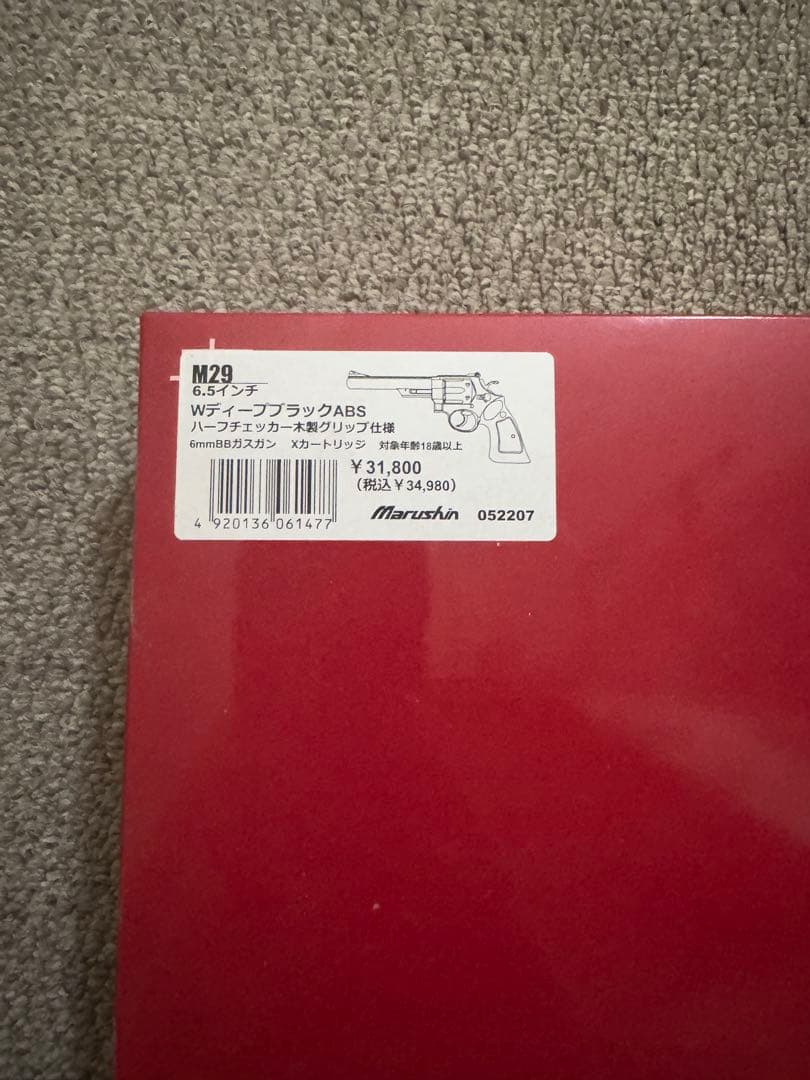 M29
6.5インチ
WディープブラックABS
ハーフチェッカー木製グリップ仕様
6mmBBガスガン Xカートリッジ 対象年齢18歳以上
￥31,800
(税込￥34,980)
4 920136 061477
Marushin 052207